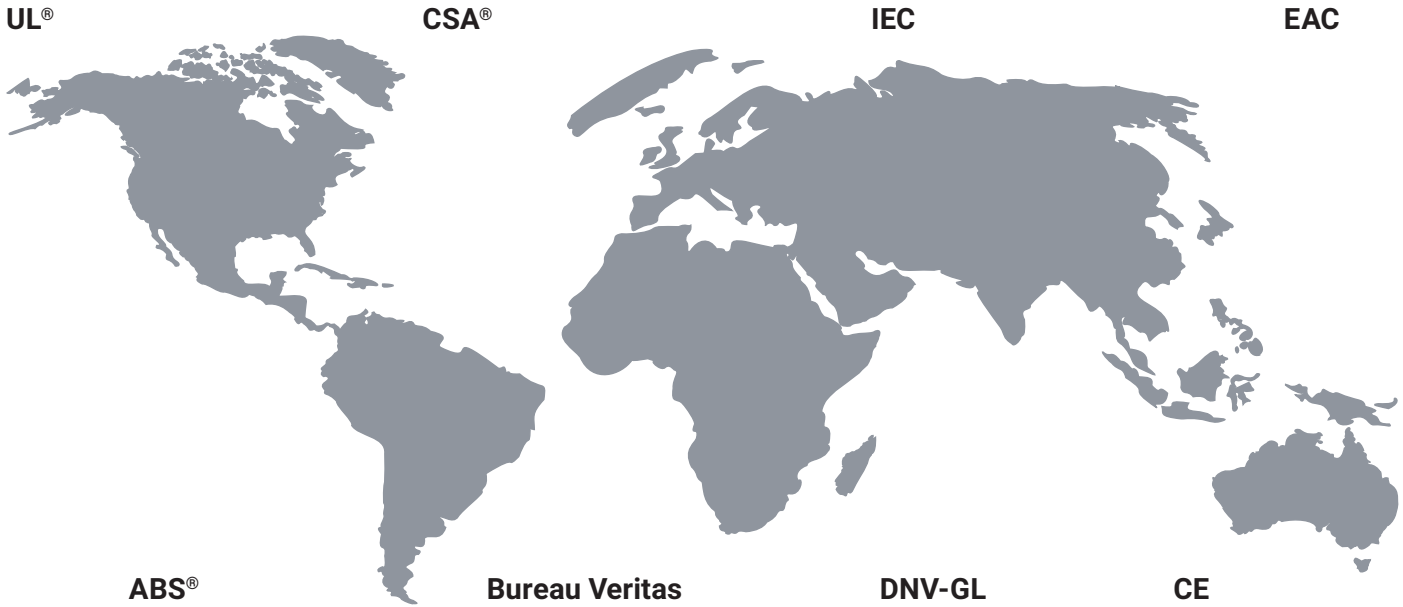 UL®
CSA®
IEC
EAC
ABS®
Bureau Veritas
DNV-GL
CE